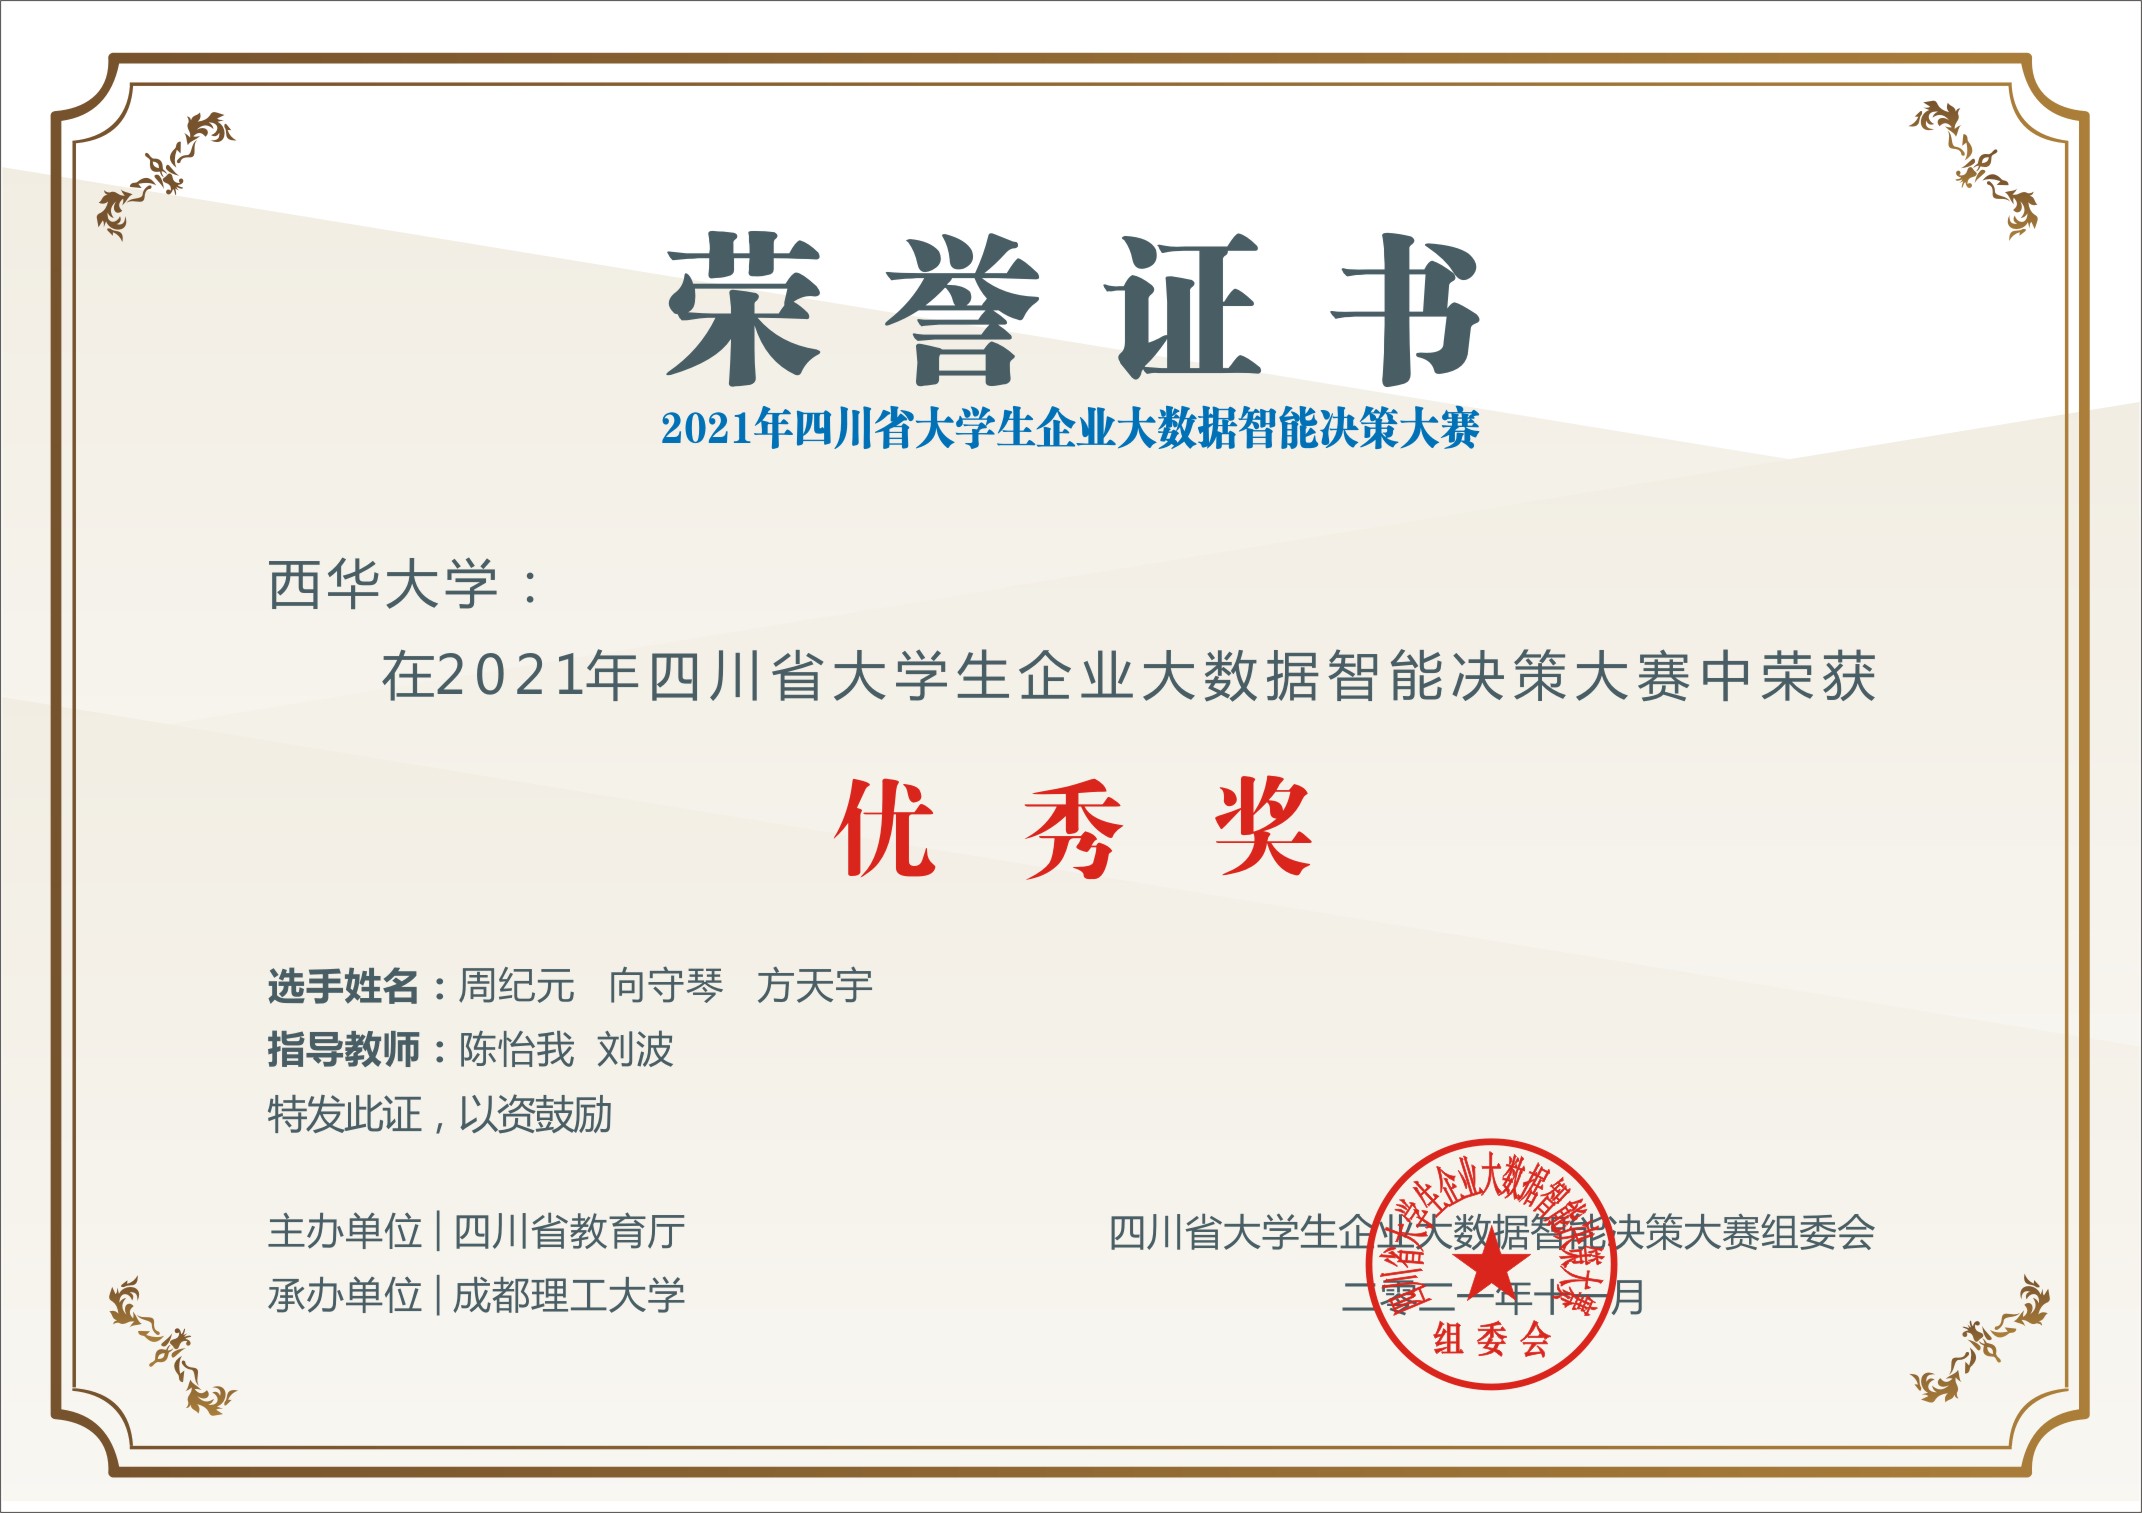 荣誉证书
2021年四川省大学生企业大数据智能决策大赛
西华大学：
在2021年四川省大学生企业大数据智能决策大赛中荣获
优秀奖
选手姓名：周纪元 向守琴 方天宇
指导教师：陈怡我 刘波
特发此证，以资鼓励
主办单位|四川省教育厅
承办单位|成都理工大学
四川省大学生企业大数据智能决策大赛组委会
二零二一年十一月
四川省大学生企业大数据智能决策大赛
组委会